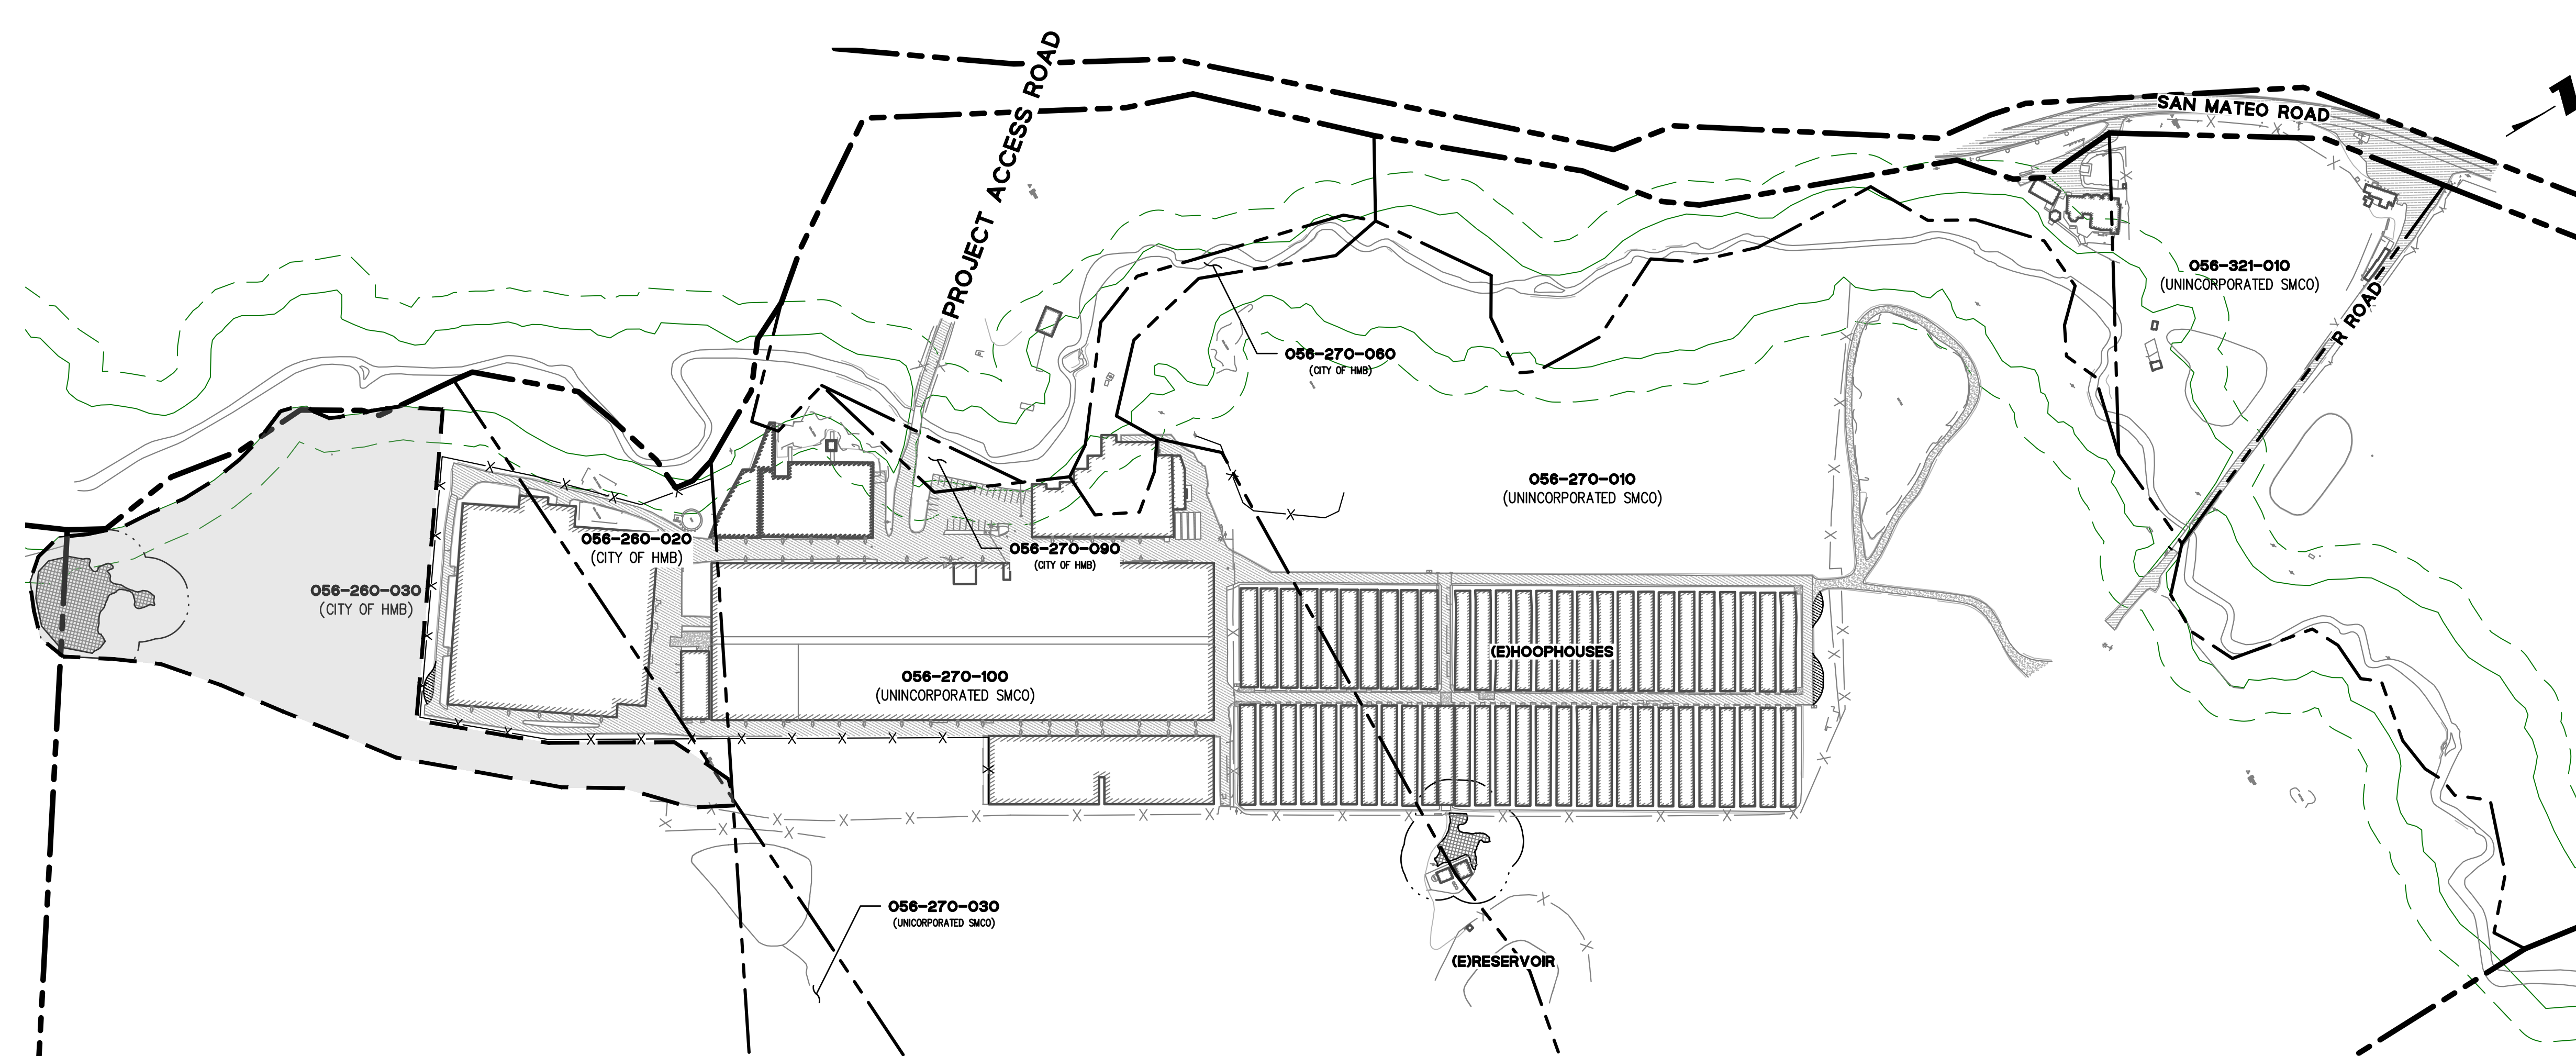 PROJECT ACCESS ROAD
SAN MATEO ROAD
056-321-010
(UNINCORPORATED SMCO)
R ROAD
056-270-060
(CITY OF HMB)
056-270-010
(UNINCORPORATED SMCO)
056-260-020
(CITY OF HMB)
056-270-090
(CITY OF HMB)
056-260-030
(CITY OF HMB)
(E)HOOPHOUSES
056-270-100
(UNINCORPORATED SMCO)
056-270-030
(UNICORPORATED SMCO)
(E)RESERVOIR